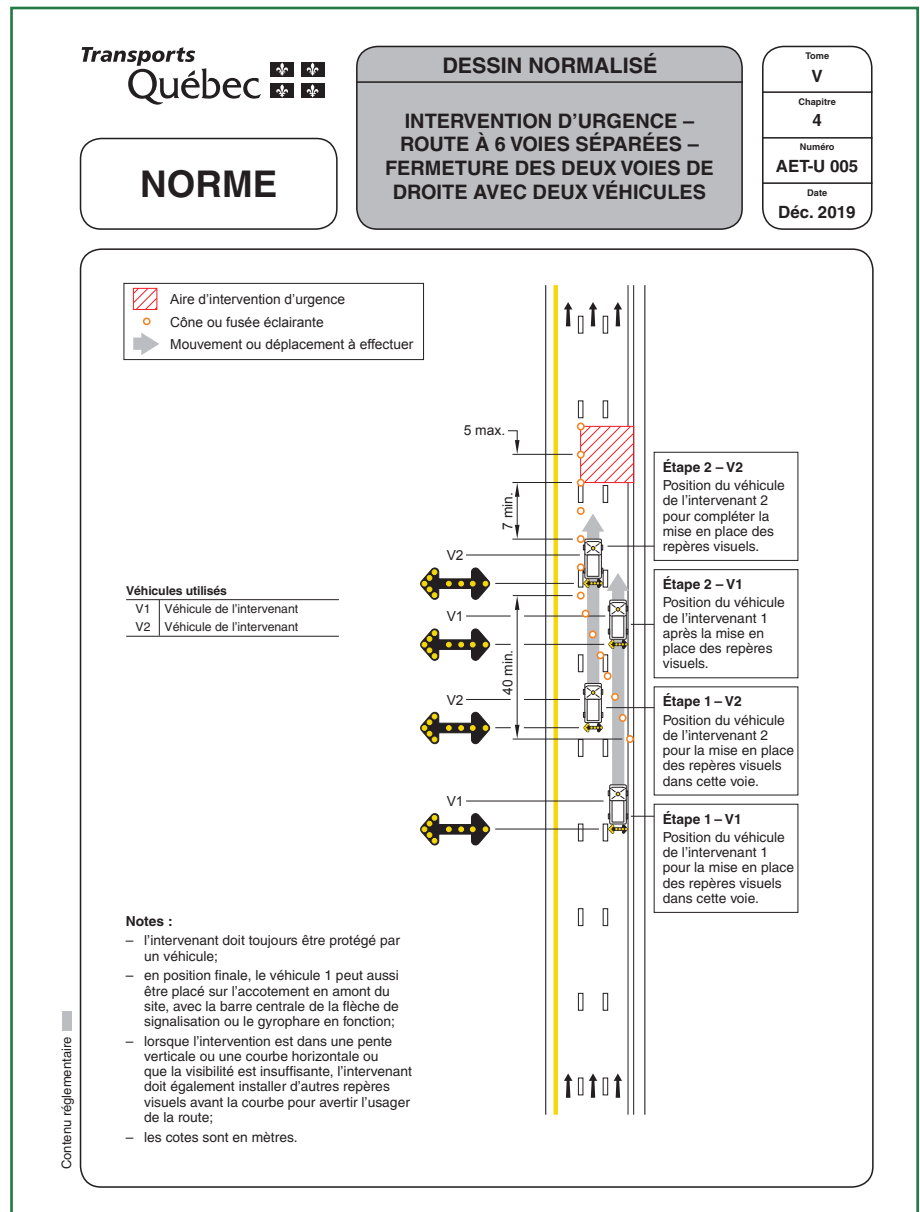 Transports
Québec
NORME
DESSIN NORMALISÉ
INTERVENTION D'URGENCE –
ROUTE À 6 VOIES SÉPARÉES –
FERMETURE DES DEUX VOIES DE
DROITE AVEC DEUX VÉHICULES
Tome
V
Chapitre
4
Numéro
AET-U 005
Date
Déc. 2019
Aire d'intervention d'urgence
Cône ou fusée éclairante
Mouvement ou déplacement à effectuer
5 max.
7 min.
V2
V1
40 min.
V2
V1
Étape 2 – V2
Position du véhicule
de l'intervenant 2
pour compléter la
mise en place des
repères visuels.
Étape 2 – V1
Position du véhicule
de l'intervenant 1
après la mise en
place des repères
visuels.
Étape 1 – V2
Position du véhicule
de l'intervenant 2
pour la mise en place
des repères visuels
dans cette voie.
Étape 1 – V1
Position du véhicule
de l'intervenant 1
pour la mise en place
des repères visuels
dans cette voie.
Véhicules utilisés
V1 Véhicule de l'intervenant
V2 Véhicule de l'intervenant
Notes :
– l'intervenant doit toujours être protégé par
un véhicule;
– en position finale, le véhicule 1 peut aussi
être placé sur l'accotement en amont du
site, avec la barre centrale de la flèche de
signalisation ou le gyrophare en fonction;
– lorsque l'intervention est dans une pente
verticale ou une courbe horizontale ou
que la visibilité est insuffisante, l'intervenant
doit également installer d'autres repères
visuels avant la courbe pour avertir l'usager
de la route;
– les cotes sont en mètres.
Contenu réglementaire